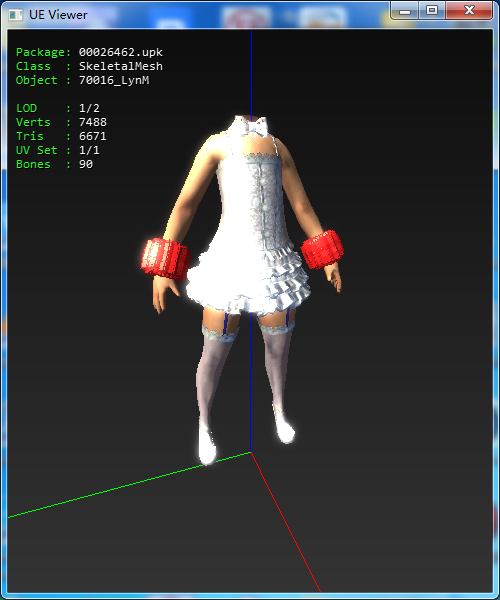 UE Viewer
Package: 00026462.upk
Class : SkeletalMesh
Object : 70016_LynM
LOD : 1/2
Verts : 7488
Tris : 6671
UV Set : 1/1
Bones : 90